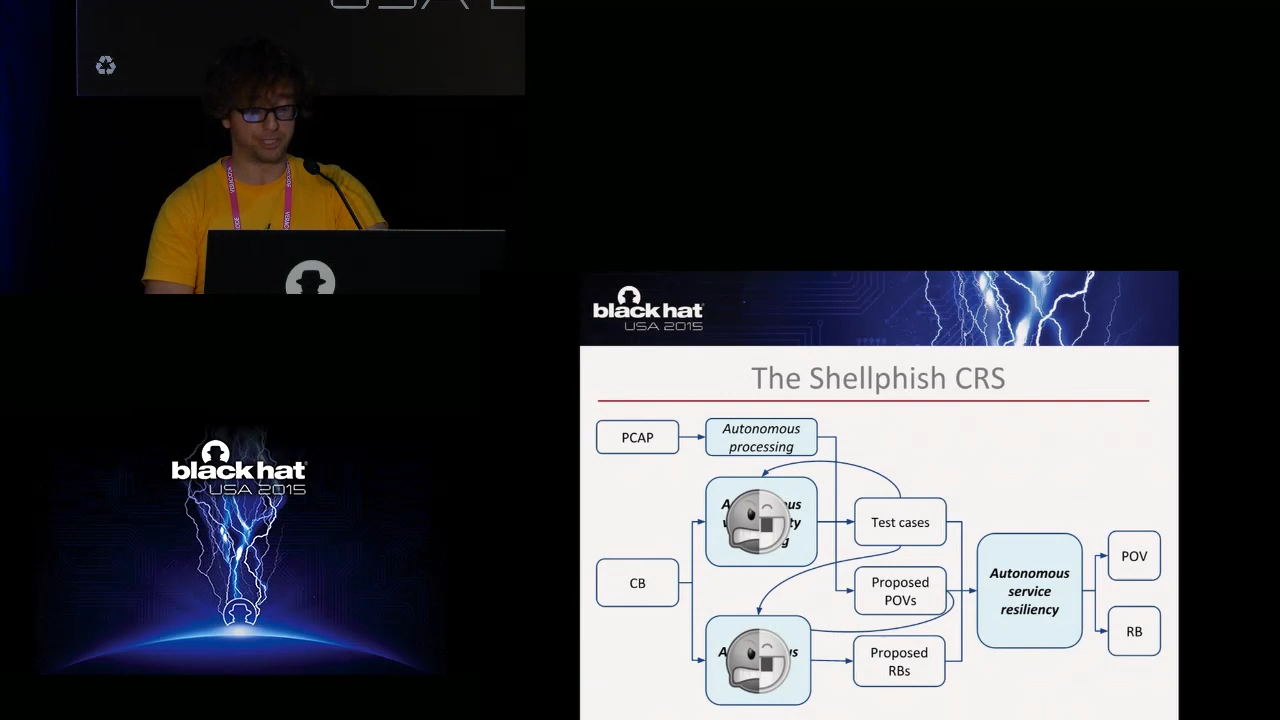 USA
black hat
USA 2015
The Shellphish CRS
PCAP
Autonomous
processing
Test cases
CB
Proposed
POVs
Autonomous
service
resiliency
POV
RB
Proposed
RBs
black hat
USA 2015